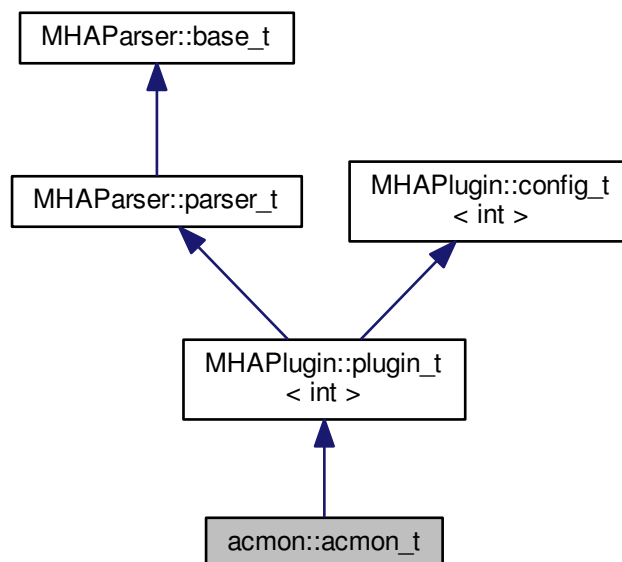 MHAParser::base_t
MHAParser::parser_t
MHAPlugin::config_t
< int >
MHAPlugin::plugin_t
< int >
acmon::acmon_t